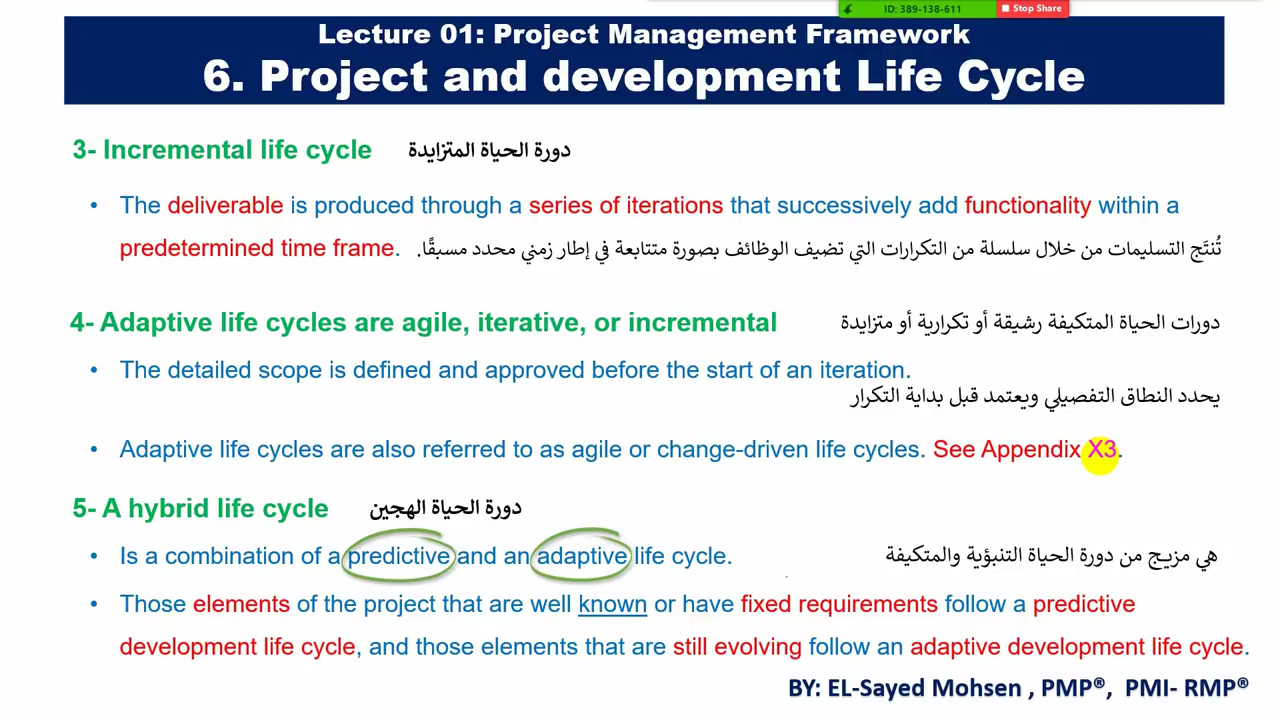 ID: 389-138-611 Stop Share
Lecture 01: Project Management Framework
6. Project and development Life Cycle
3- Incremental life cycle دورة الحياة المتزايدة
• The deliverable is produced through a series of iterations that successively add functionality within a
predetermined time frame. تُنتَج التسليمات من خلال سلسلة من التكرارات التي تضيف الوظائف بصورة متتابعة في إطار زمني محدد مسبقًا.
4- Adaptive life cycles are agile, iterative, or incremental دورات الحياة المتكيفة رشيقة أو تكرارية أو متزايدة
• The detailed scope is defined and approved before the start of an iteration.
يحدد النطاق التفصيلي ويعتمد قبل بداية التكرار
• Adaptive life cycles are also referred to as agile or change-driven life cycles. See Appendix X3.
5- A hybrid life cycle دورة الحياة الهجين
• Is a combination of a predictive and an adaptive life cycle. هي مزيج من دورة الحياة التنبؤية والمتكيفة
• Those elements of the project that are well known or have fixed requirements follow a predictive
development life cycle, and those elements that are still evolving follow an adaptive development life cycle.
BY: EL-Sayed Mohsen , PMP®, PMI- RMP®